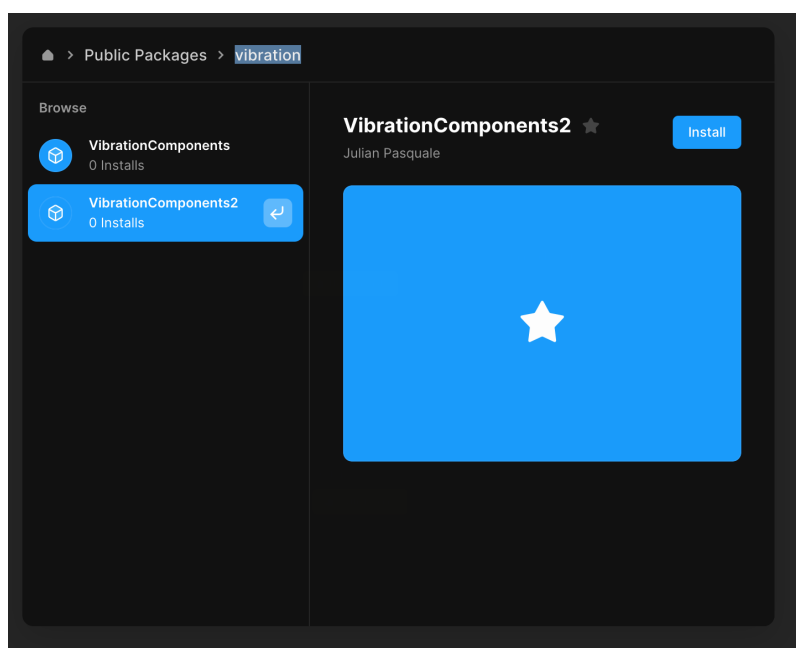 Public Packages > vibration
Browse
VibrationComponents
0 Installs
VibrationComponents2
0 Installs
VibrationComponents2
Install
Julian Pasquale